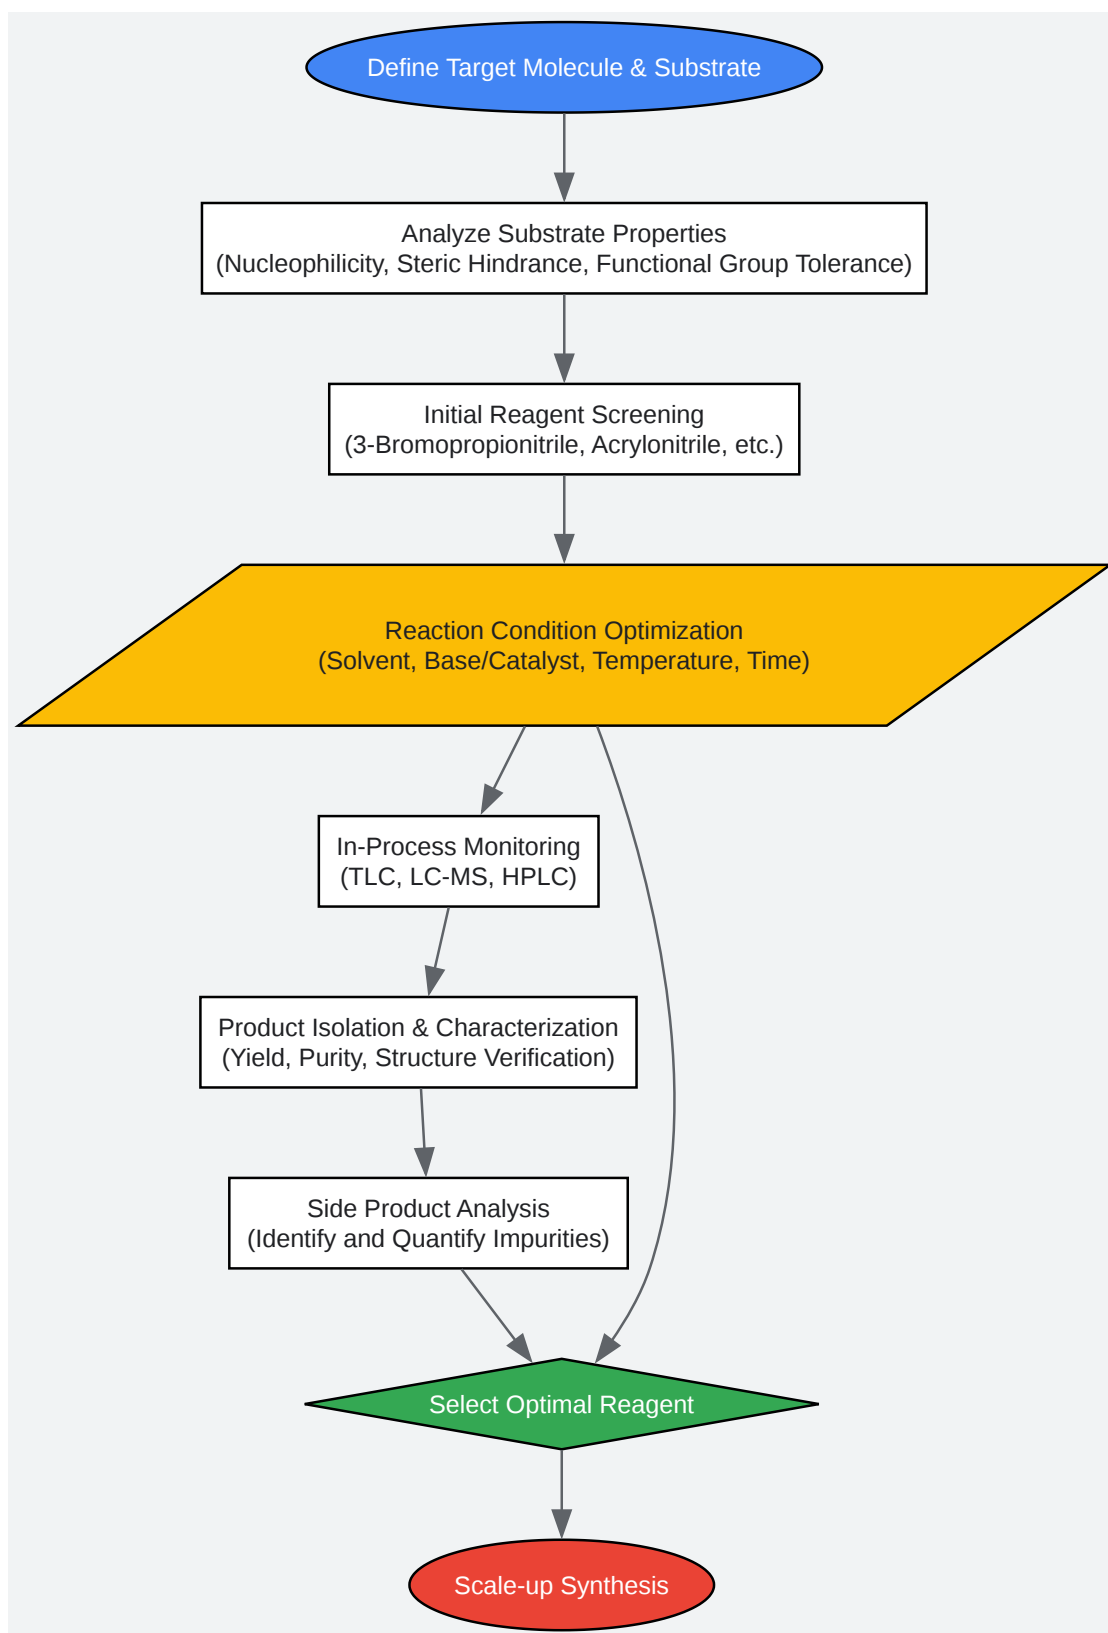 Define Target Molecule & Substrate
Analyze Substrate Properties
(Nucleophilicity, Steric Hindrance, Functional Group Tolerance)
Initial Reagent Screening
(3-Bromopropionitrile, Acrylonitrile, etc.)
Reaction Condition Optimization
(Solvent, Base/Catalyst, Temperature, Time)
In-Process Monitoring
(TLC, LC-MS, HPLC)
Product Isolation & Characterization
(Yield, Purity, Structure Verification)
Side Product Analysis
(Identify and Quantify Impurities)
Select Optimal Reagent
Scale-up Synthesis